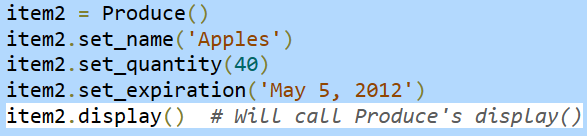 item2 = Produce()
item2.set_name('Apples')
item2.set_quantity(40)
item2.set_expiration('May 5, 2012')
item2.display()  # Will call Produce's display()